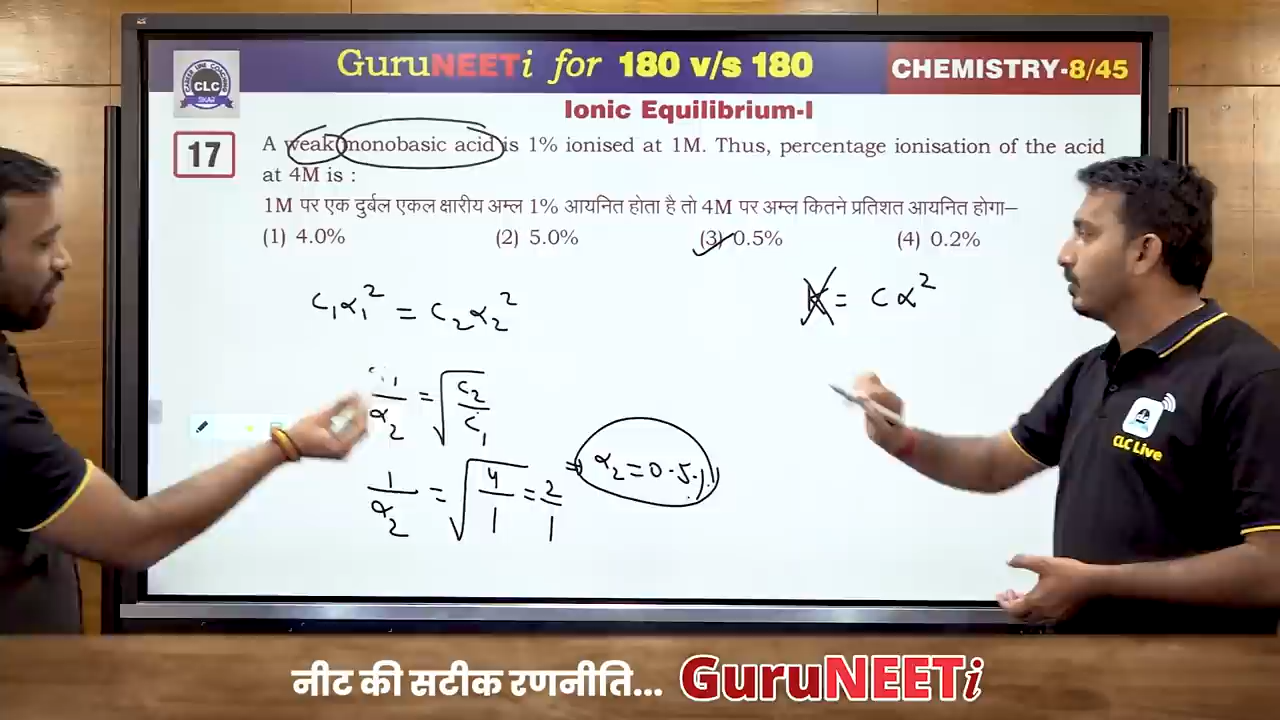 GuruNEETi for 180 v/s 180
CHEMISTRY-8/45
CLC
SIKAR
Ionic Equilibrium-I
17
A weak monobasic acid is 1% ionised at 1M. Thus, percentage ionisation of the acid
at 4M is :
1M पर एक दुर्बल एकल क्षारीय अम्ल 1% आयनित होता है तो 4M पर अम्ल कितने प्रतिशत आयनित होगा–
(1) 4.0% (2) 5.0% (3) 0.5% (4) 0.2%
C₁α₁² = C₂α₂²
K = Cα²
/α₂ = √C₂/C₁
1/α₂ = √4/1 = 2/1 ⇒ α₂ = 0.5%
CLC Live
नीट की सटीक रणनीति... GuruNEETi